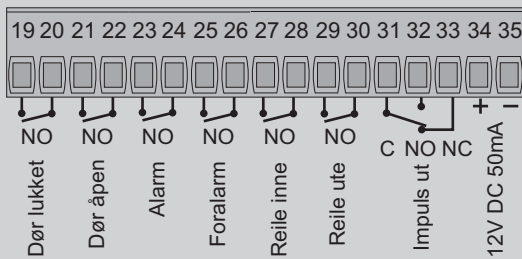 19 20 21 22 23 24 25 26 27 28 29 30 31 32 33 34 35
+ −
NO NO NO NO NO NO C NO NC
Dør lukket
Dør åpen
Alarm
Foralarm
Reile inne
Reile ute
Impuls ut
12V DC 50mA